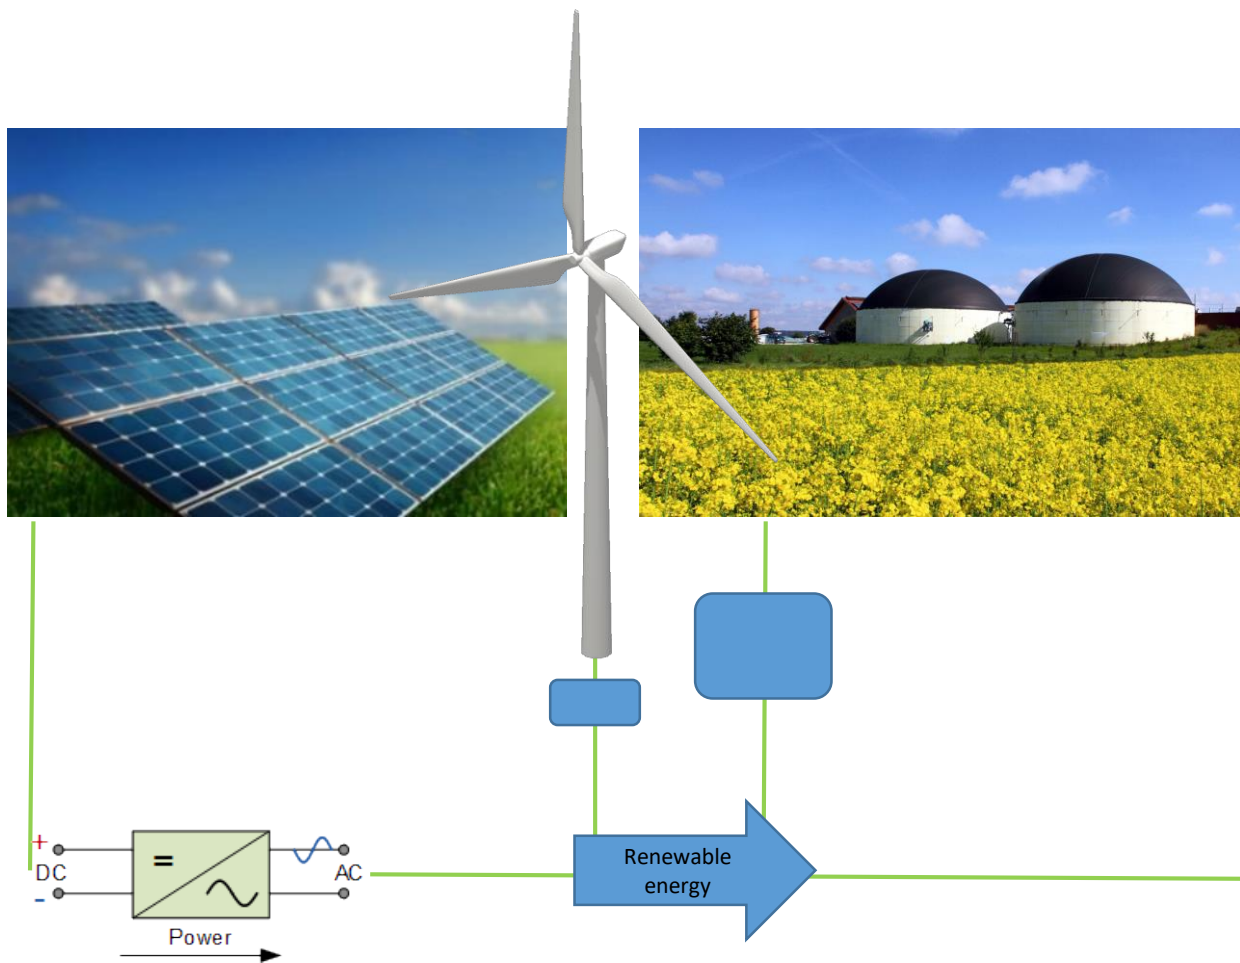 +
DC
-
=
AC
Power
Renewable
energy